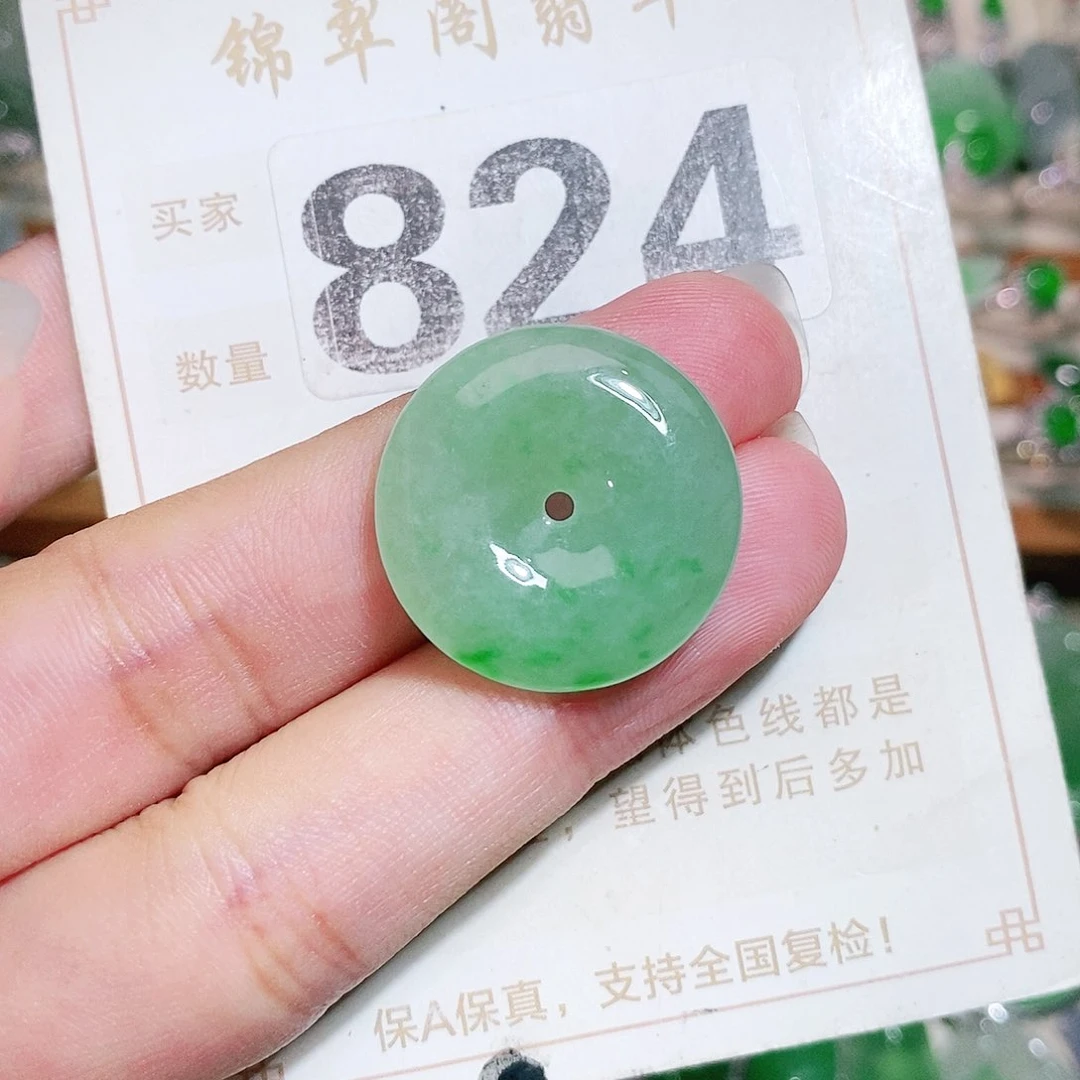 锦翠阁翡
824
买家
数量
体色线都是
望得到后多加
保A保真，支持全国复检！